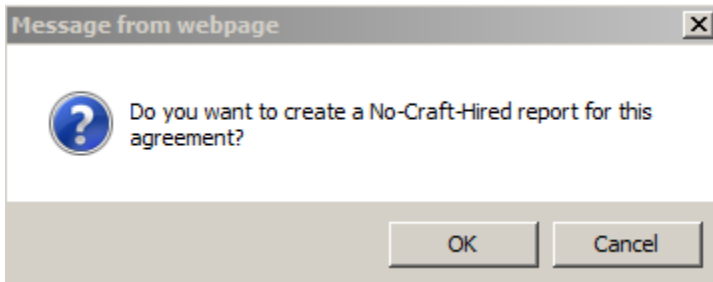 Message from webpage
Do you want to create a No-Craft-Hired report for this
agreement?
OK
Cancel